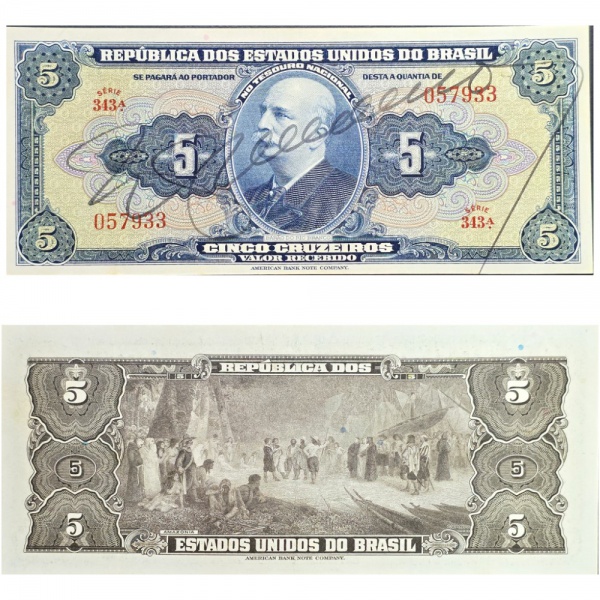 5 REPÚBLICA DOS ESTADOS UNIDOS DO BRASIL 5
SE PAGARÁ AO PORTADOR DESTA A QUANTIA DE
NO TESOURO NACIONAL
SÉRIE
343ᴬ
057933
5 5
057933
SÉRIE
343ᴬ
5 CINCO CRUZEIROS 5
VALOR RECEBIDO
AMERICAN BANK NOTE COMPANY.
REPÚBLICA DOS
5 5
5 5
5 5
AMAZONIA
ESTADOS UNIDOS DO BRASIL
AMERICAN BANK NOTE COMPANY.